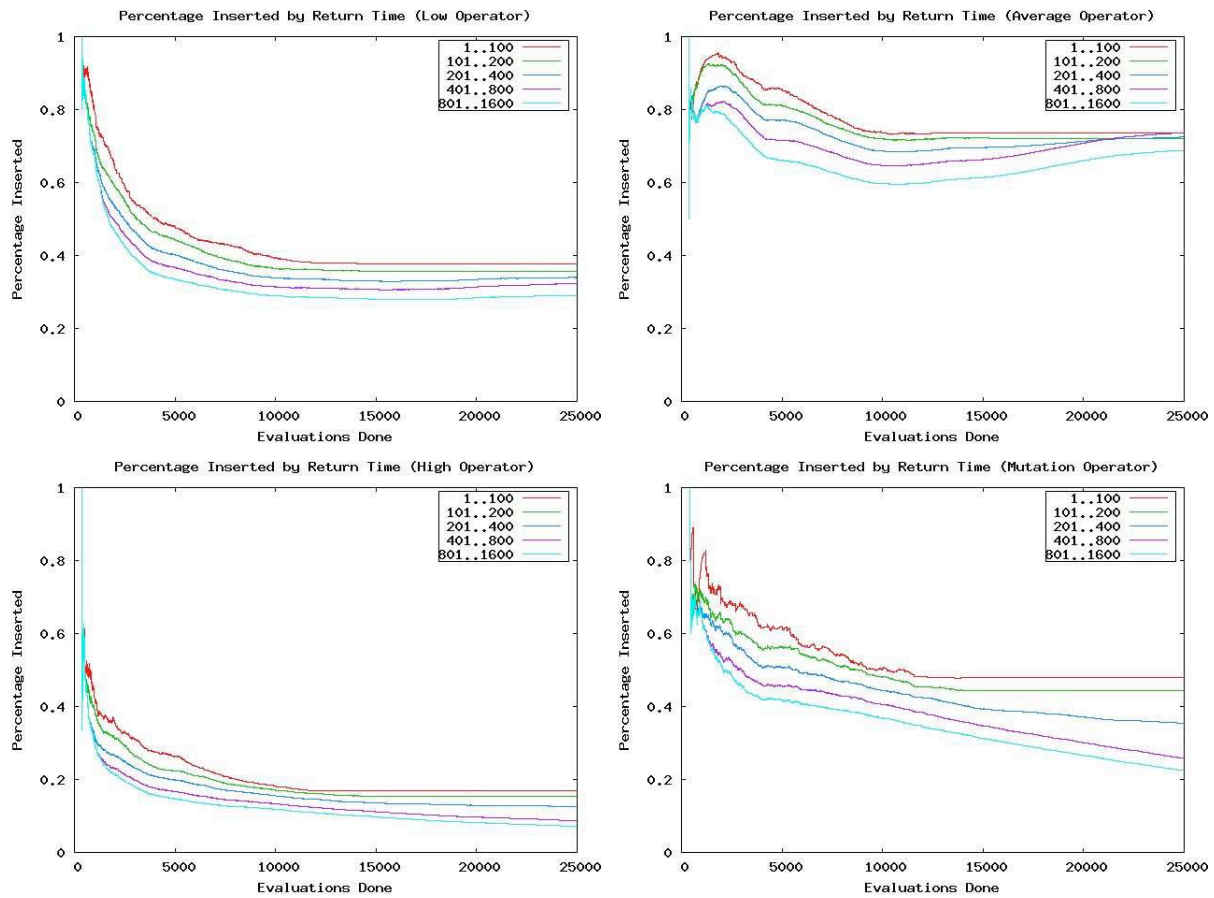 Percentage Inserted by Return Time (Low Operator)
Percentage Inserted
1
0.8
0.6
0.4
0.2
0
1..100
101..200
201..400
401..800
801..1600
0 5000 10000 15000 20000 25000
Evaluations Done
Percentage Inserted by Return Time (Average Operator)
Percentage Inserted
1
0.8
0.6
0.4
0.2
0
1..100
101..200
201..400
401..800
801..1600
0 5000 10000 15000 20000 25000
Evaluations Done
Percentage Inserted by Return Time (High Operator)
Percentage Inserted
1
0.8
0.6
0.4
0.2
0
1..100
101..200
201..400
401..800
801..1600
0 5000 10000 15000 20000 25000
Evaluations Done
Percentage Inserted by Return Time (Mutation Operator)
Percentage Inserted
1
0.8
0.6
0.4
0.2
0
1..100
101..200
201..400
401..800
801..1600
0 5000 10000 15000 20000 25000
Evaluations Done